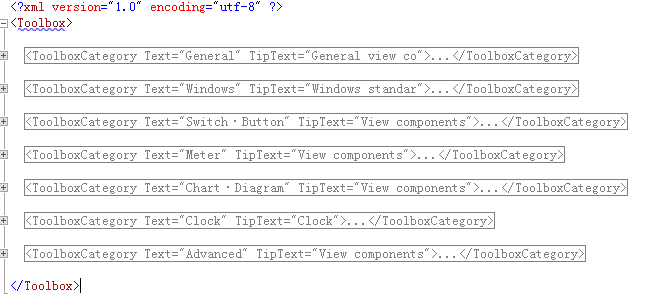 <?xml version="1.0" encoding="utf-8" ?>
<Toolbox>
<ToolboxCategory Text="General" TipText="General view co">...</ToolboxCategory>
<ToolboxCategory Text="Windows" TipText="Windows standar">...</ToolboxCategory>
<ToolboxCategory Text="Switch·Button" TipText="View components">...</ToolboxCategory>
<ToolboxCategory Text="Meter" TipText="View components">...</ToolboxCategory>
<ToolboxCategory Text="Chart·Diagram" TipText="View components">...</ToolboxCategory>
<ToolboxCategory Text="Clock" TipText="Clock">...</ToolboxCategory>
<ToolboxCategory Text="Advanced" TipText="View components">...</ToolboxCategory>
</Toolbox>